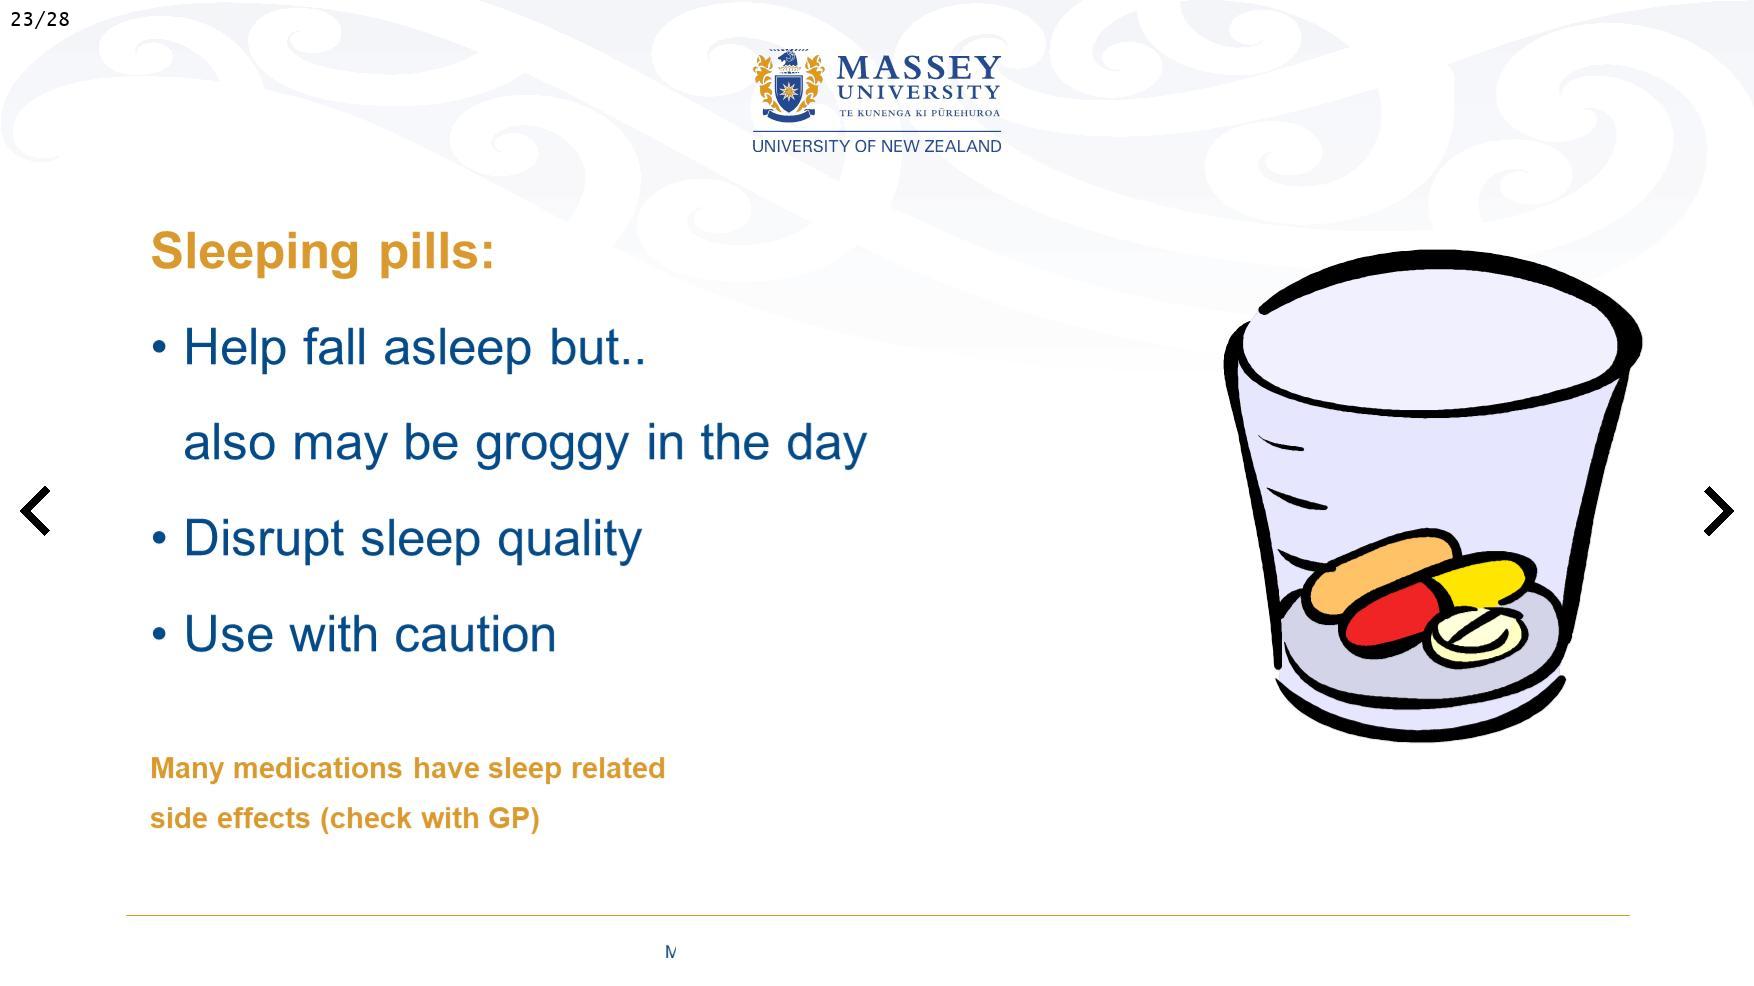 23/28
MASSEY
UNIVERSITY
TE KUNENGA KI PŪREHUROA
UNIVERSITY OF NEW ZEALAND
Sleeping pills:
• Help fall asleep but..
also may be groggy in the day
• Disrupt sleep quality
• Use with caution
Many medications have sleep related
side effects (check with GP)